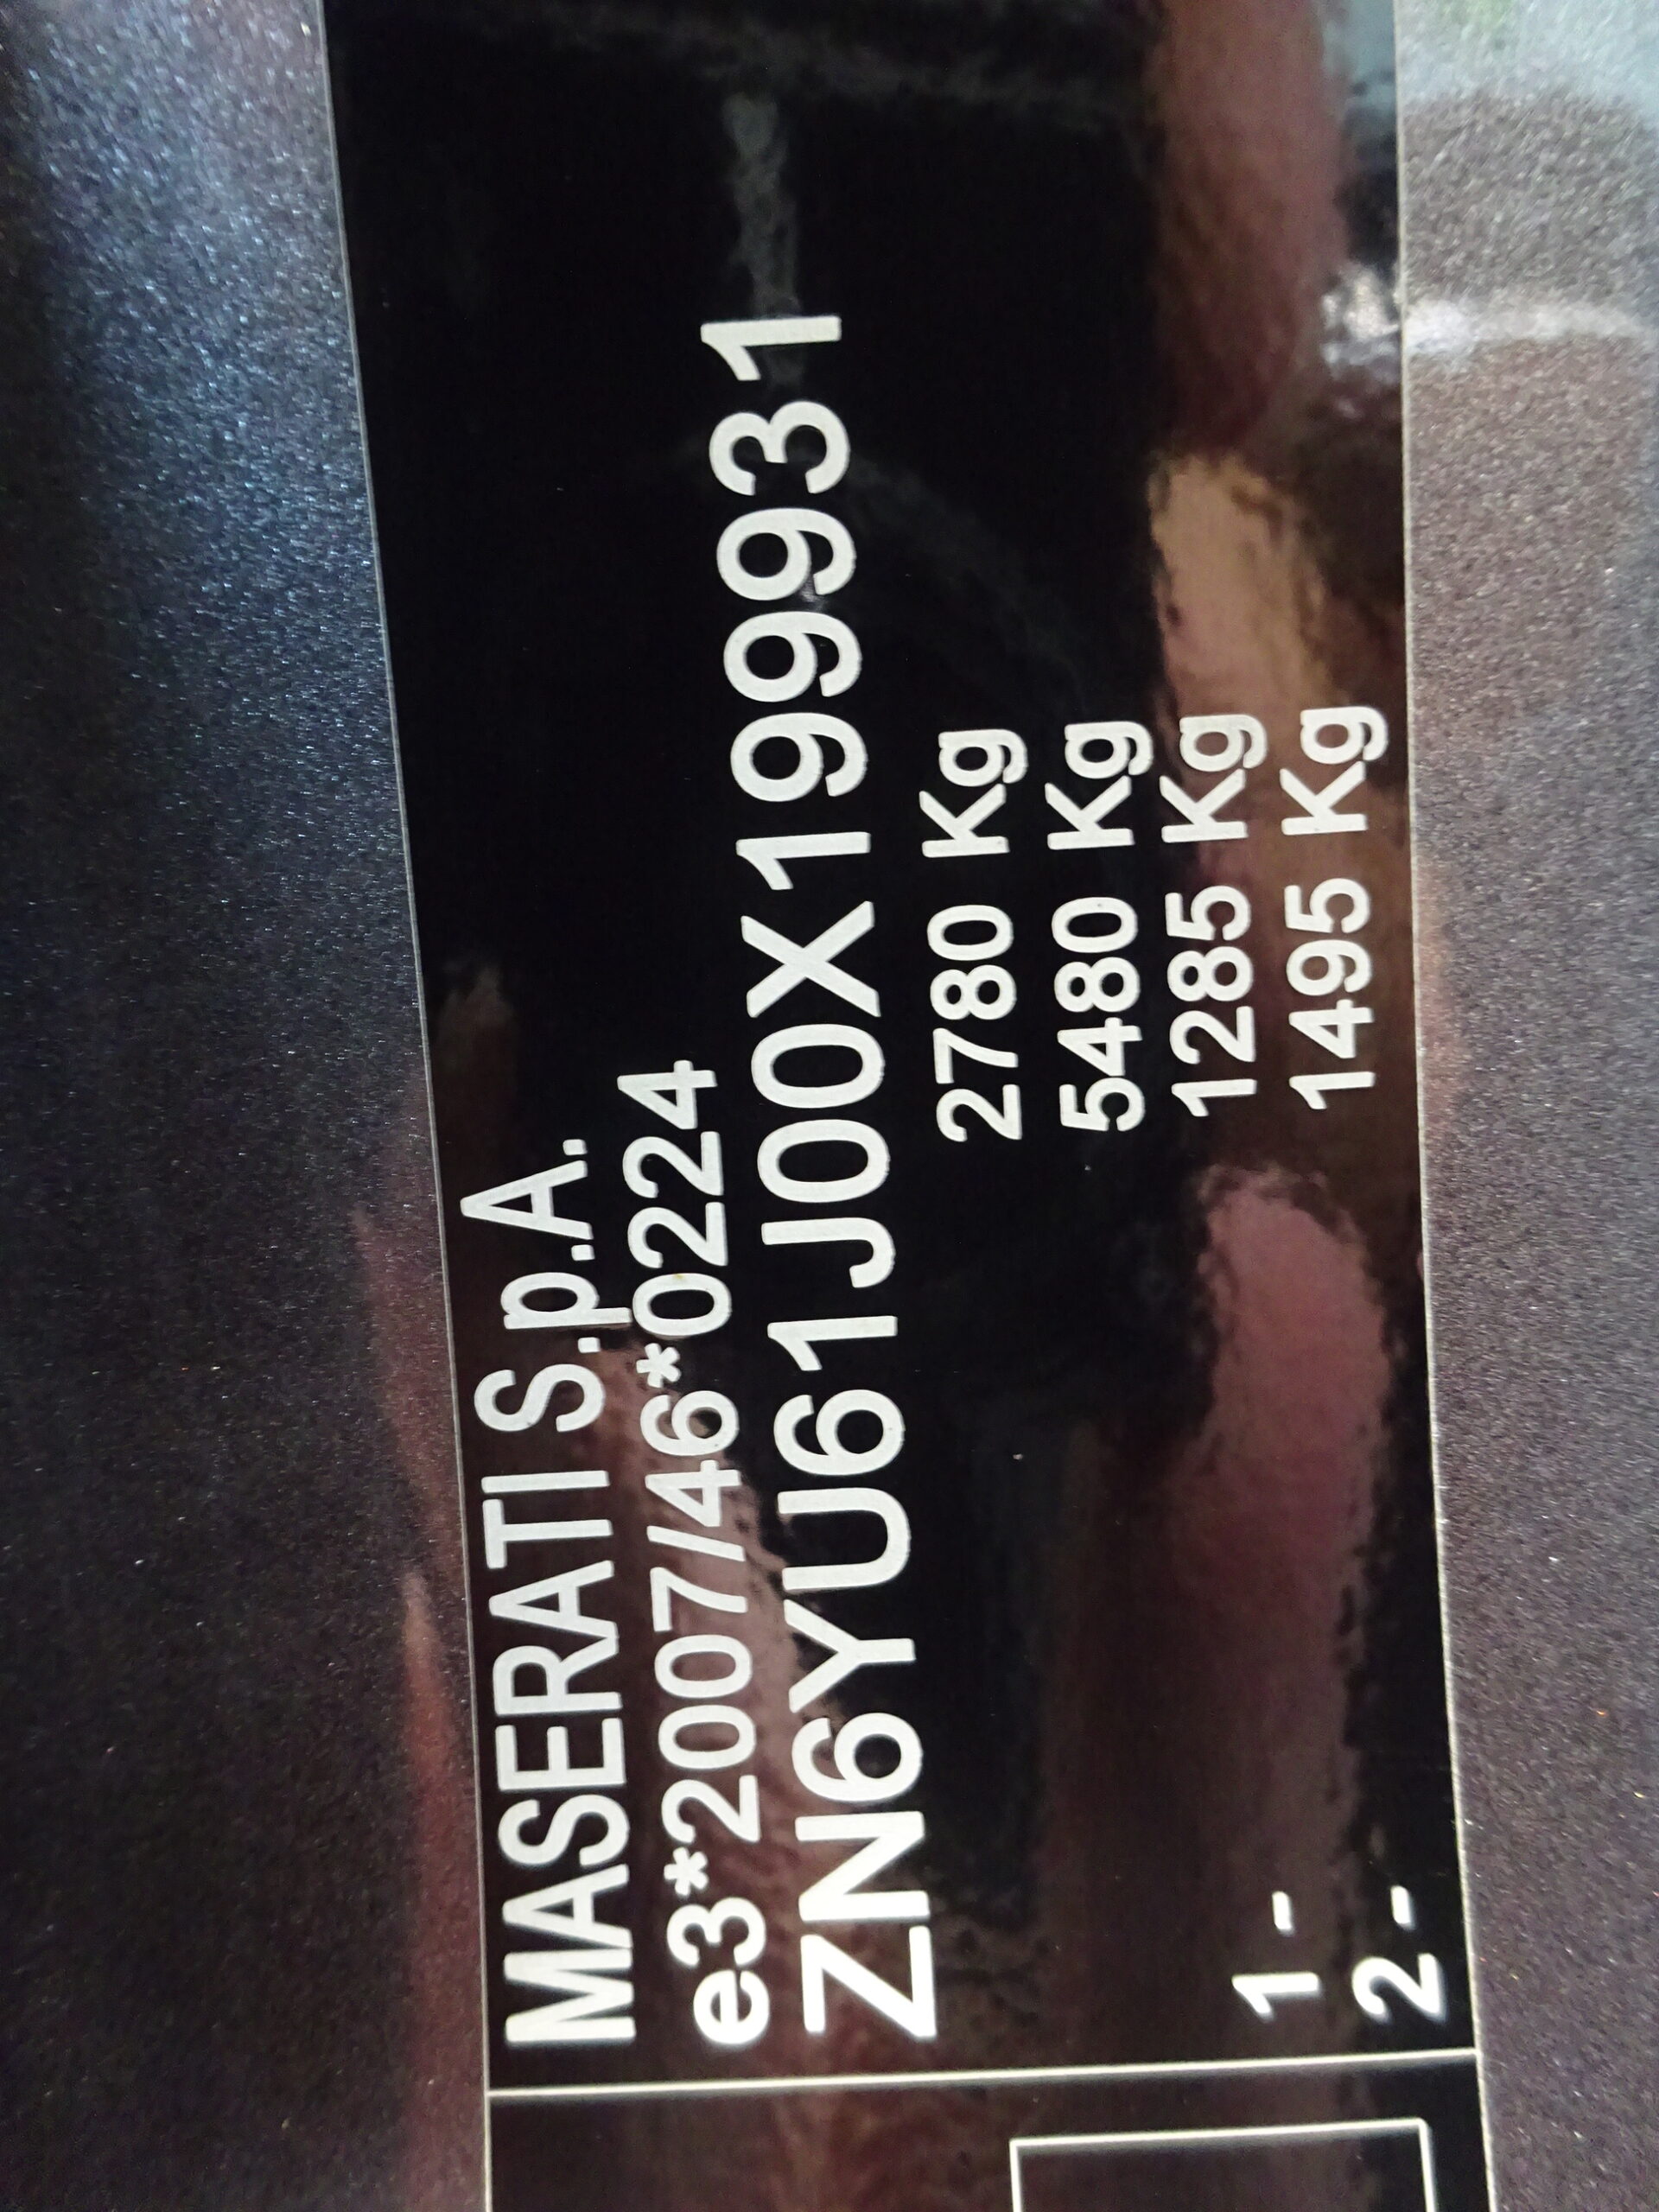 MASERATI S.p.A.
e3*2007/46*0224
ZN6YU61J00X199931
2780 Kg
5480 Kg
1- 1285 Kg
2- 1495 Kg